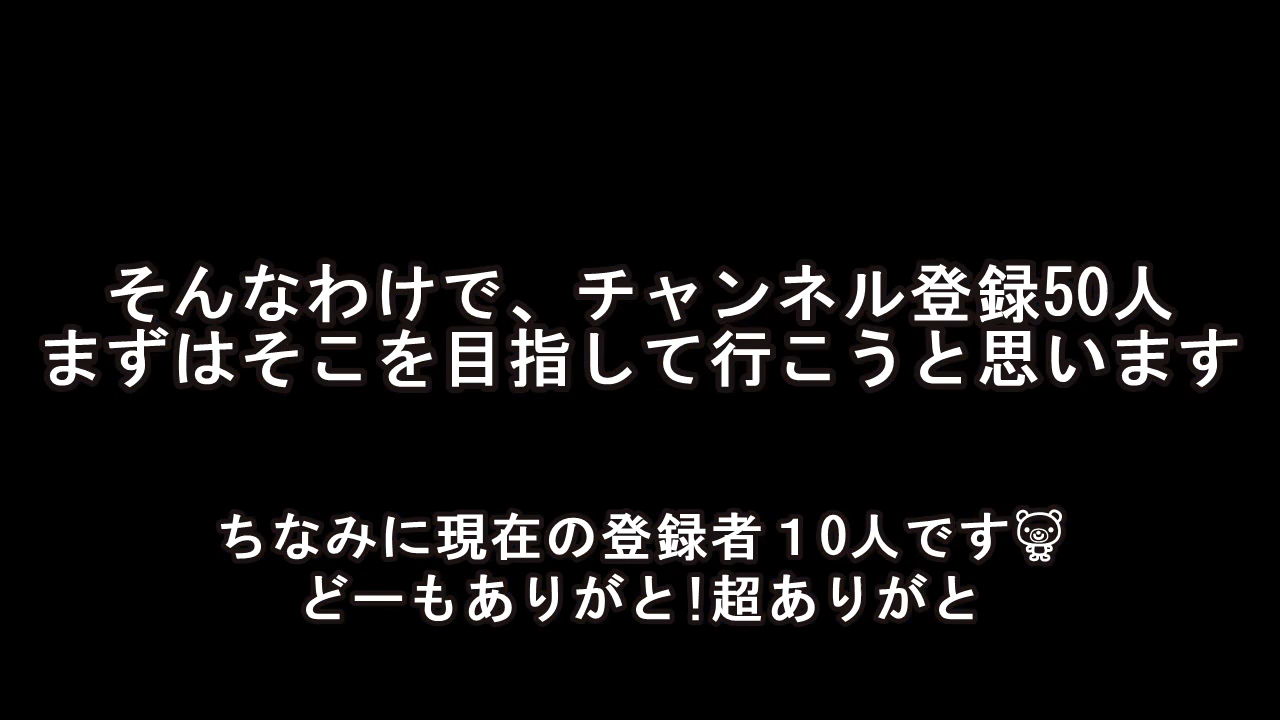 そんなわけで、チャンネル登録50人
まずはそこを目指して行こうと思います
ちなみに現在の登録者１0人です
どーもありがと!超ありがと